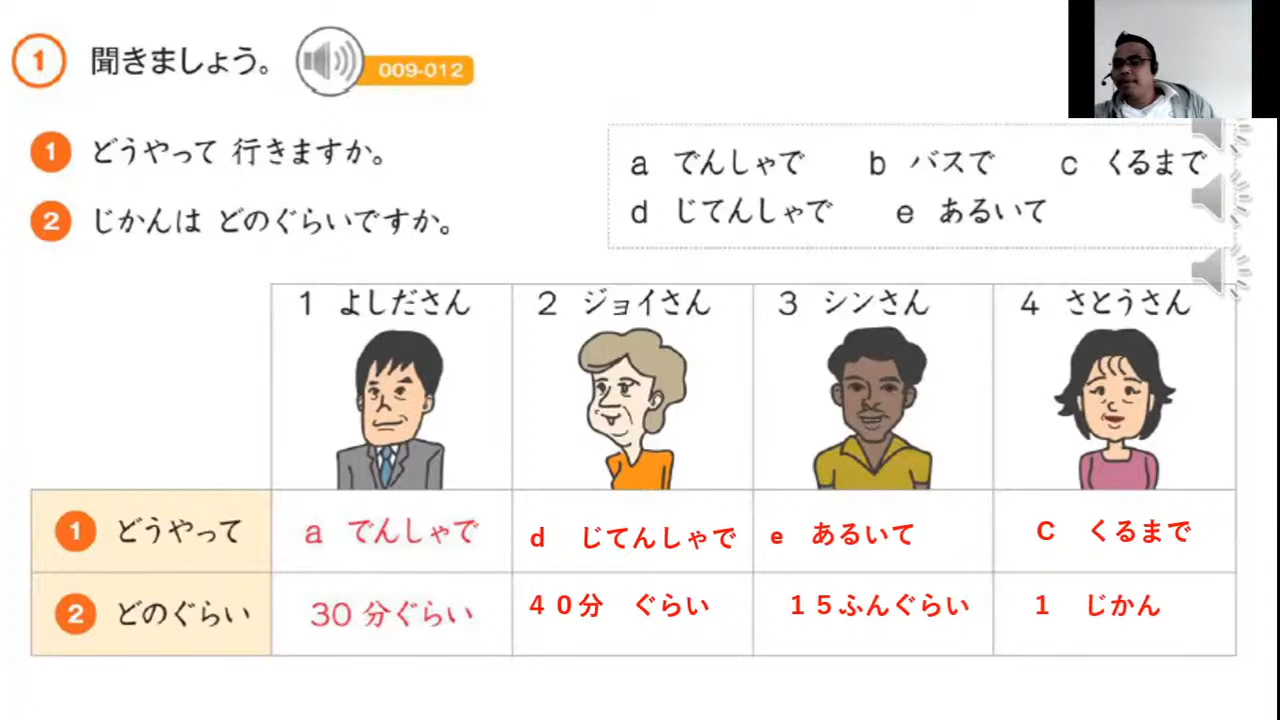 1 聞きましょう。 009-012
1 どうやって 行きますか。
2 じかんは どのぐらいですか。
a でんしゃで b バスで c くるまで
d じてんしゃで e あるいて
1 よしださん 2 ジョイさん 3 シンさん 4 さとうさん
1 どうやって a でんしゃで d じてんしゃで e あるいて C くるまで
2 どのぐらい 30分ぐらい ４０分 ぐらい １５ふんぐらい １ じかん